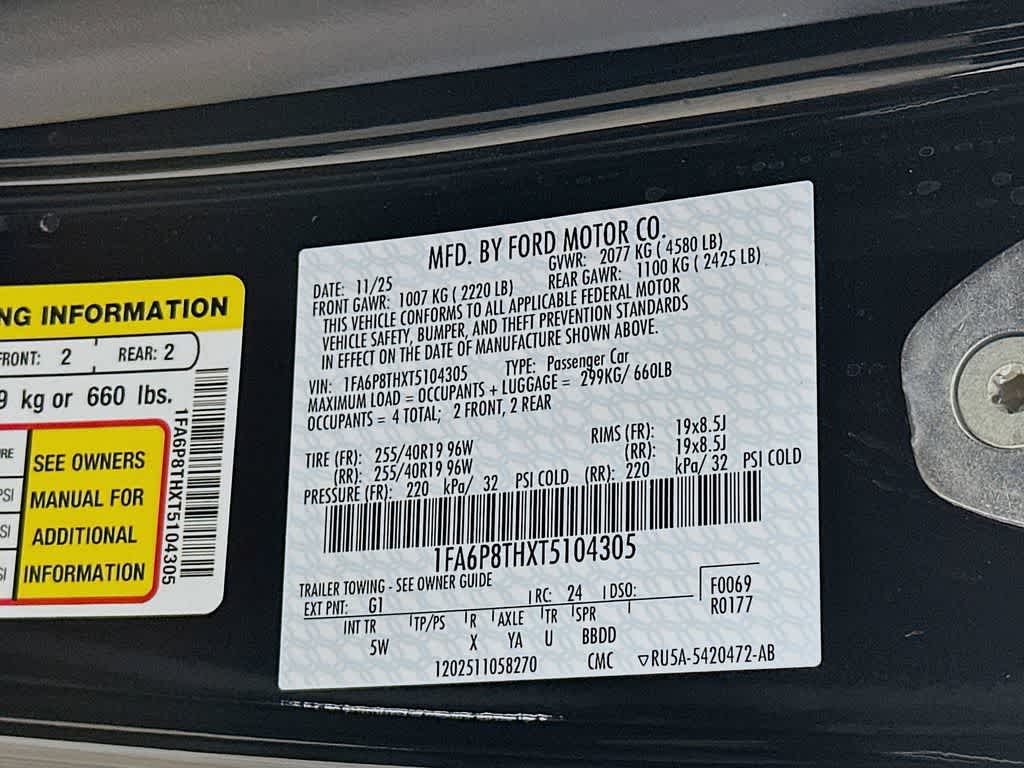 NG INFORMATION
FRONT: 2 REAR: 2
9 kg or 660 lbs.
SEE OWNERS
MANUAL FOR
ADDITIONAL
INFORMATION
1FA6P8THXT5104305
MFD. BY FORD MOTOR CO.
DATE: 11/25 GVWR: 2077 KG ( 4580 LB)
FRONT GAWR: 1007 KG ( 2220 LB) REAR GAWR: 1100 KG ( 2425 LB)
THIS VEHICLE CONFORMS TO ALL APPLICABLE FEDERAL MOTOR
VEHICLE SAFETY, BUMPER, AND THEFT PREVENTION STANDARDS
IN EFFECT ON THE DATE OF MANUFACTURE SHOWN ABOVE.
VIN: 1FA6P8THXT5104305 TYPE: Passenger Car
MAXIMUM LOAD = OCCUPANTS + LUGGAGE = 299KG/ 660LB
OCCUPANTS = 4 TOTAL; 2 FRONT, 2 REAR
TIRE (FR): 255/40R19 96W RIMS (FR): 19x8.5J
(RR): 255/40R19 96W (RR): 19x8.5J
PRESSURE (FR): 220 kPa/ 32 PSI COLD (RR): 220 kPa/ 32 PSI COLD
1FA6P8THXT5104305
TRAILER TOWING - SEE OWNER GUIDE
EXT PNT: G1 RC: 24 DSO: F0069
INT TR TP/PS R AXLE TR SPR R0177
5W X YA U BBDD
1202511058270 CMC ▽RU5A-5420472-AB